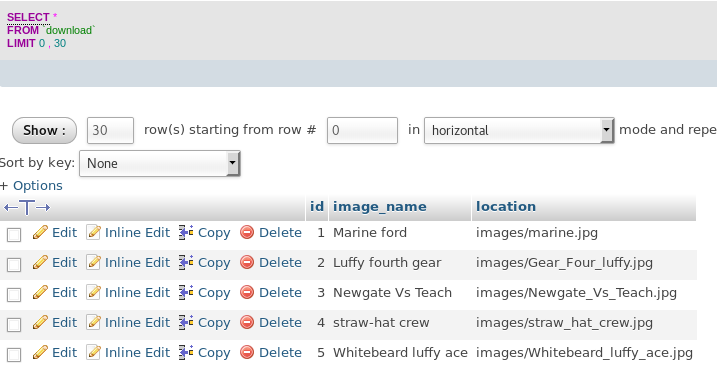 SELECT *
FROM `download`
LIMIT 0 , 30
Show : 30 row(s) starting from row # 0 in horizontal mode and repe
Sort by key: None
+ Options
←T→ id image_name location
Edit Inline Edit Copy Delete 1 Marine ford images/marine.jpg
Edit Inline Edit Copy Delete 2 Luffy fourth gear images/Gear_Four_luffy.jpg
Edit Inline Edit Copy Delete 3 Newgate Vs Teach images/Newgate_Vs_Teach.jpg
Edit Inline Edit Copy Delete 4 straw-hat crew images/straw_hat_crew.jpg
Edit Inline Edit Copy Delete 5 Whitebeard luffy ace images/Whitebeard_luffy_ace.jpg